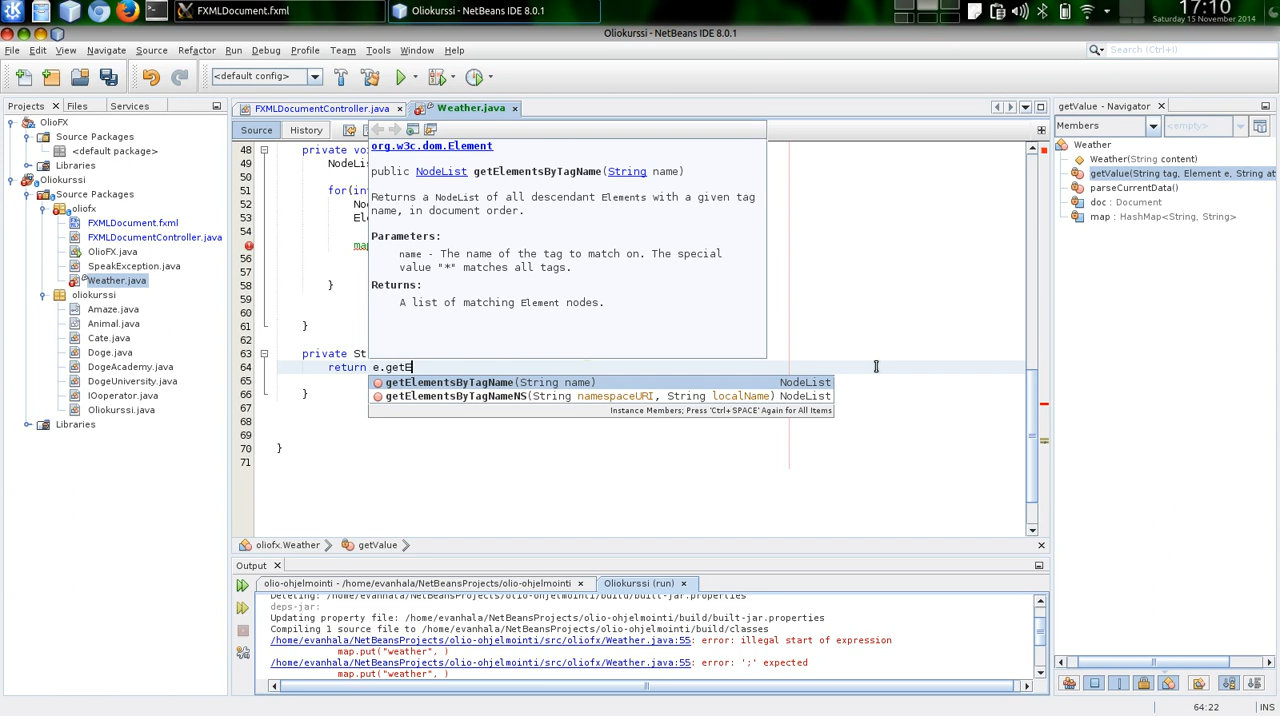 FXMLDocument.fxml
Oliokurssi - NetBeans IDE 8.0.1
17:10
Saturday 15 November 2014
Oliokurssi - NetBeans IDE 8.0.1
File Edit View Navigate Source Refactor Run Debug Profile Team Tools Window Help
Search (Ctrl+I)
<default config>
Projects Files Services
FXMLDocumentController.java Weather.java
getValue - Navigator
Source History
Members <empty>
OlioFX
Source Packages
<default package>
Libraries
Oliokurssi
Source Packages
oliofx
FXMLDocument.fxml
FXMLDocumentController.java
OlioFX.java
SpeakException.java
Weather.java
oliokurssi
Amaze.java
Animal.java
Cate.java
Doge.java
DogeAcademy.java
DogeUniversity.java
IOoperator.java
Oliokurssi.java
Libraries
48 private voi
49 NodeLis
50
51 for(int
52 Nod
53 Ele
54
map
56
57
58 }
59
60
61 }
62
63 private St
64 return e.getE
65
66 }
67
68
69
70 }
71
org.w3c.dom.Element
public NodeList getElementsByTagName(String name)
Returns a NodeList of all descendant Elements with a given tag
name, in document order.
Parameters:
name - The name of the tag to match on. The special
value "*" matches all tags.
Returns:
A list of matching Element nodes.
getElementsByTagName(String name) NodeList
getElementsByTagNameNS(String namespaceURI, String localName) NodeList
Instance Members; Press 'Ctrl+SPACE' Again for All Items
Weather
Weather(String content)
getValue(String tag, Element e, String at
parseCurrentData()
doc : Document
map : HashMap<String, String>
oliofx.Weather getValue
Output
olio-ohjelmointi - /home/evanhala/NetBeansProjects/olio-ohjelmointi Oliokurssi (run)
Deleting: /home/evanhala/NetBeansProjects/olio-ohjelmointi/build/built-jar.properties
deps-jar:
Updating property file: /home/evanhala/NetBeansProjects/olio-ohjelmointi/build/built-jar.properties
Compiling 1 source file to /home/evanhala/NetBeansProjects/olio-ohjelmointi/build/classes
/home/evanhala/NetBeansProjects/olio-ohjelmointi/src/oliofx/Weather.java:55: error: illegal start of expression
map.put("weather", )
/home/evanhala/NetBeansProjects/olio-ohjelmointi/src/oliofx/Weather.java:55: error: ';' expected
map.put("weather", )
64:22 INS